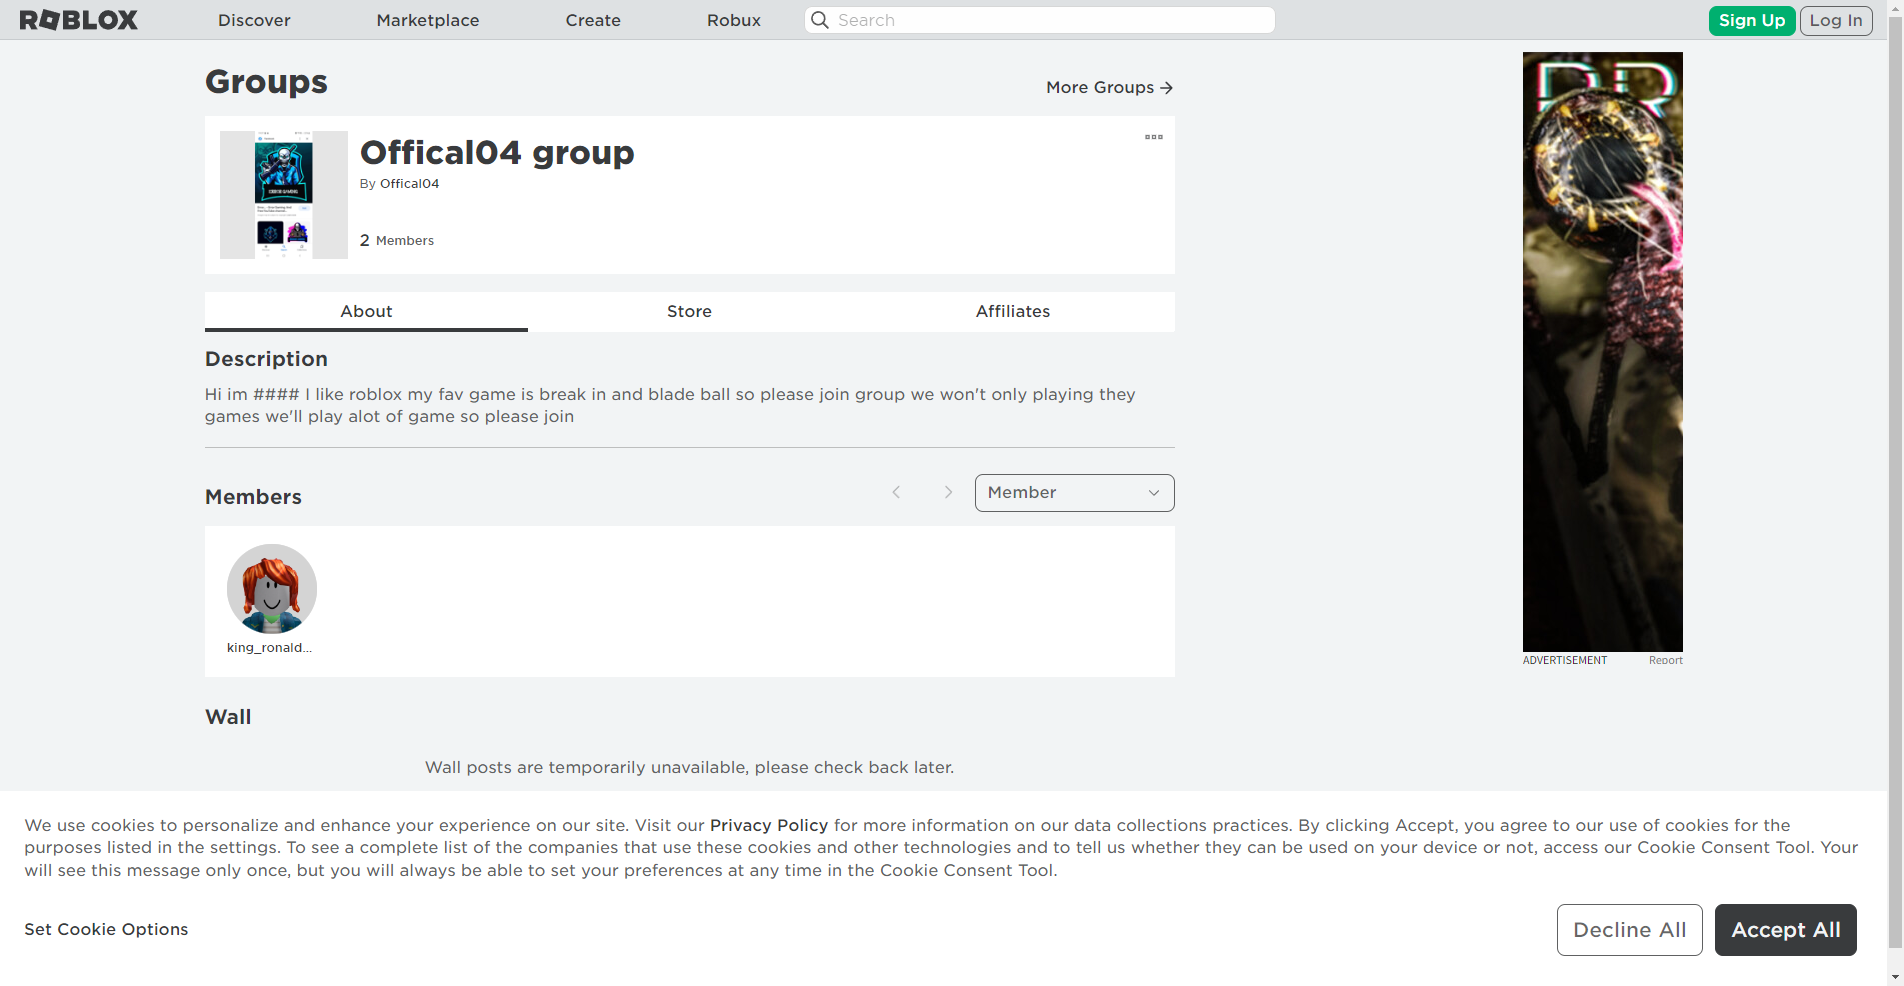 ROBLOX
Discover
Marketplace
Create
Robux
Search
Sign Up
Log In
Groups
More Groups →
Offical04 group
By Offical04
2 Members
About
Store
Affiliates
Description
Hi im #### I like roblox my fav game is break in and blade ball so please join group we won't only playing they
games we'll play alot of game so please join
Members
Member
king_ronald...
ADVERTISEMENT
Report
Wall
Wall posts are temporarily unavailable, please check back later.
We use cookies to personalize and enhance your experience on our site. Visit our Privacy Policy for more information on our data collections practices. By clicking Accept, you agree to our use of cookies for the
purposes listed in the settings. To see a complete list of the companies that use these cookies and other technologies and to tell us whether they can be used on your device or not, access our Cookie Consent Tool. Your
will see this message only once, but you will always be able to set your preferences at any time in the Cookie Consent Tool.
Set Cookie Options
Decline All
Accept All